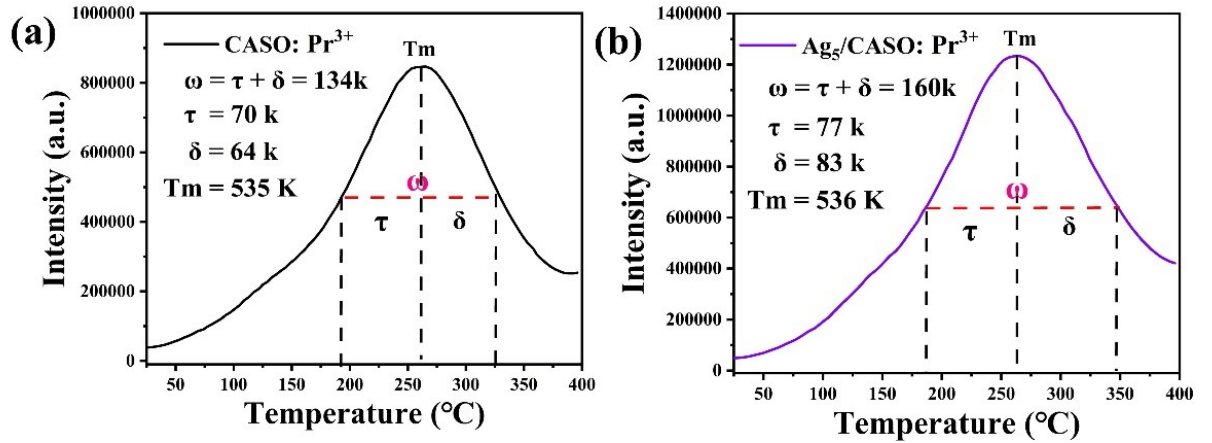 (a)
CASO: Pr³⁺
Tm
ω = τ + δ = 134k
τ = 70 k
δ = 64 k
Tm = 535 K
ω
τ
δ
Intensity (a.u.)
1000000
800000
600000
400000
200000
0
50 100 150 200 250 300 350 400
Temperature (℃)
(b)
Ag₅/CASO: Pr³⁺
Tm
ω = τ + δ = 160k
τ = 77 k
δ = 83 k
Tm = 536 K
ω
τ
δ
Intensity (a.u.)
1400000
1200000
1000000
800000
600000
400000
200000
0
50 100 150 200 250 300 350 400
Temperature (℃)